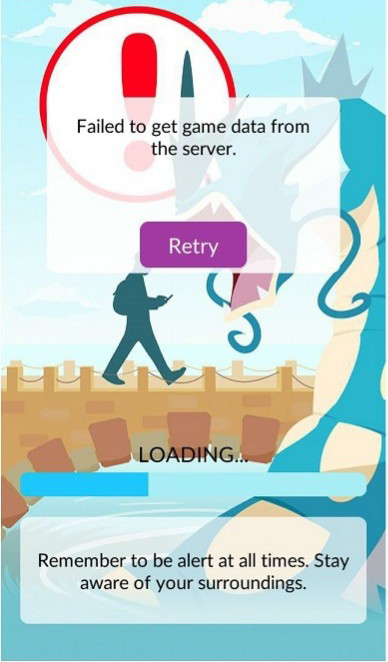 Failed to get game data from
the server.
Retry
LOADING...
Remember to be alert at all times. Stay
aware of your surroundings.